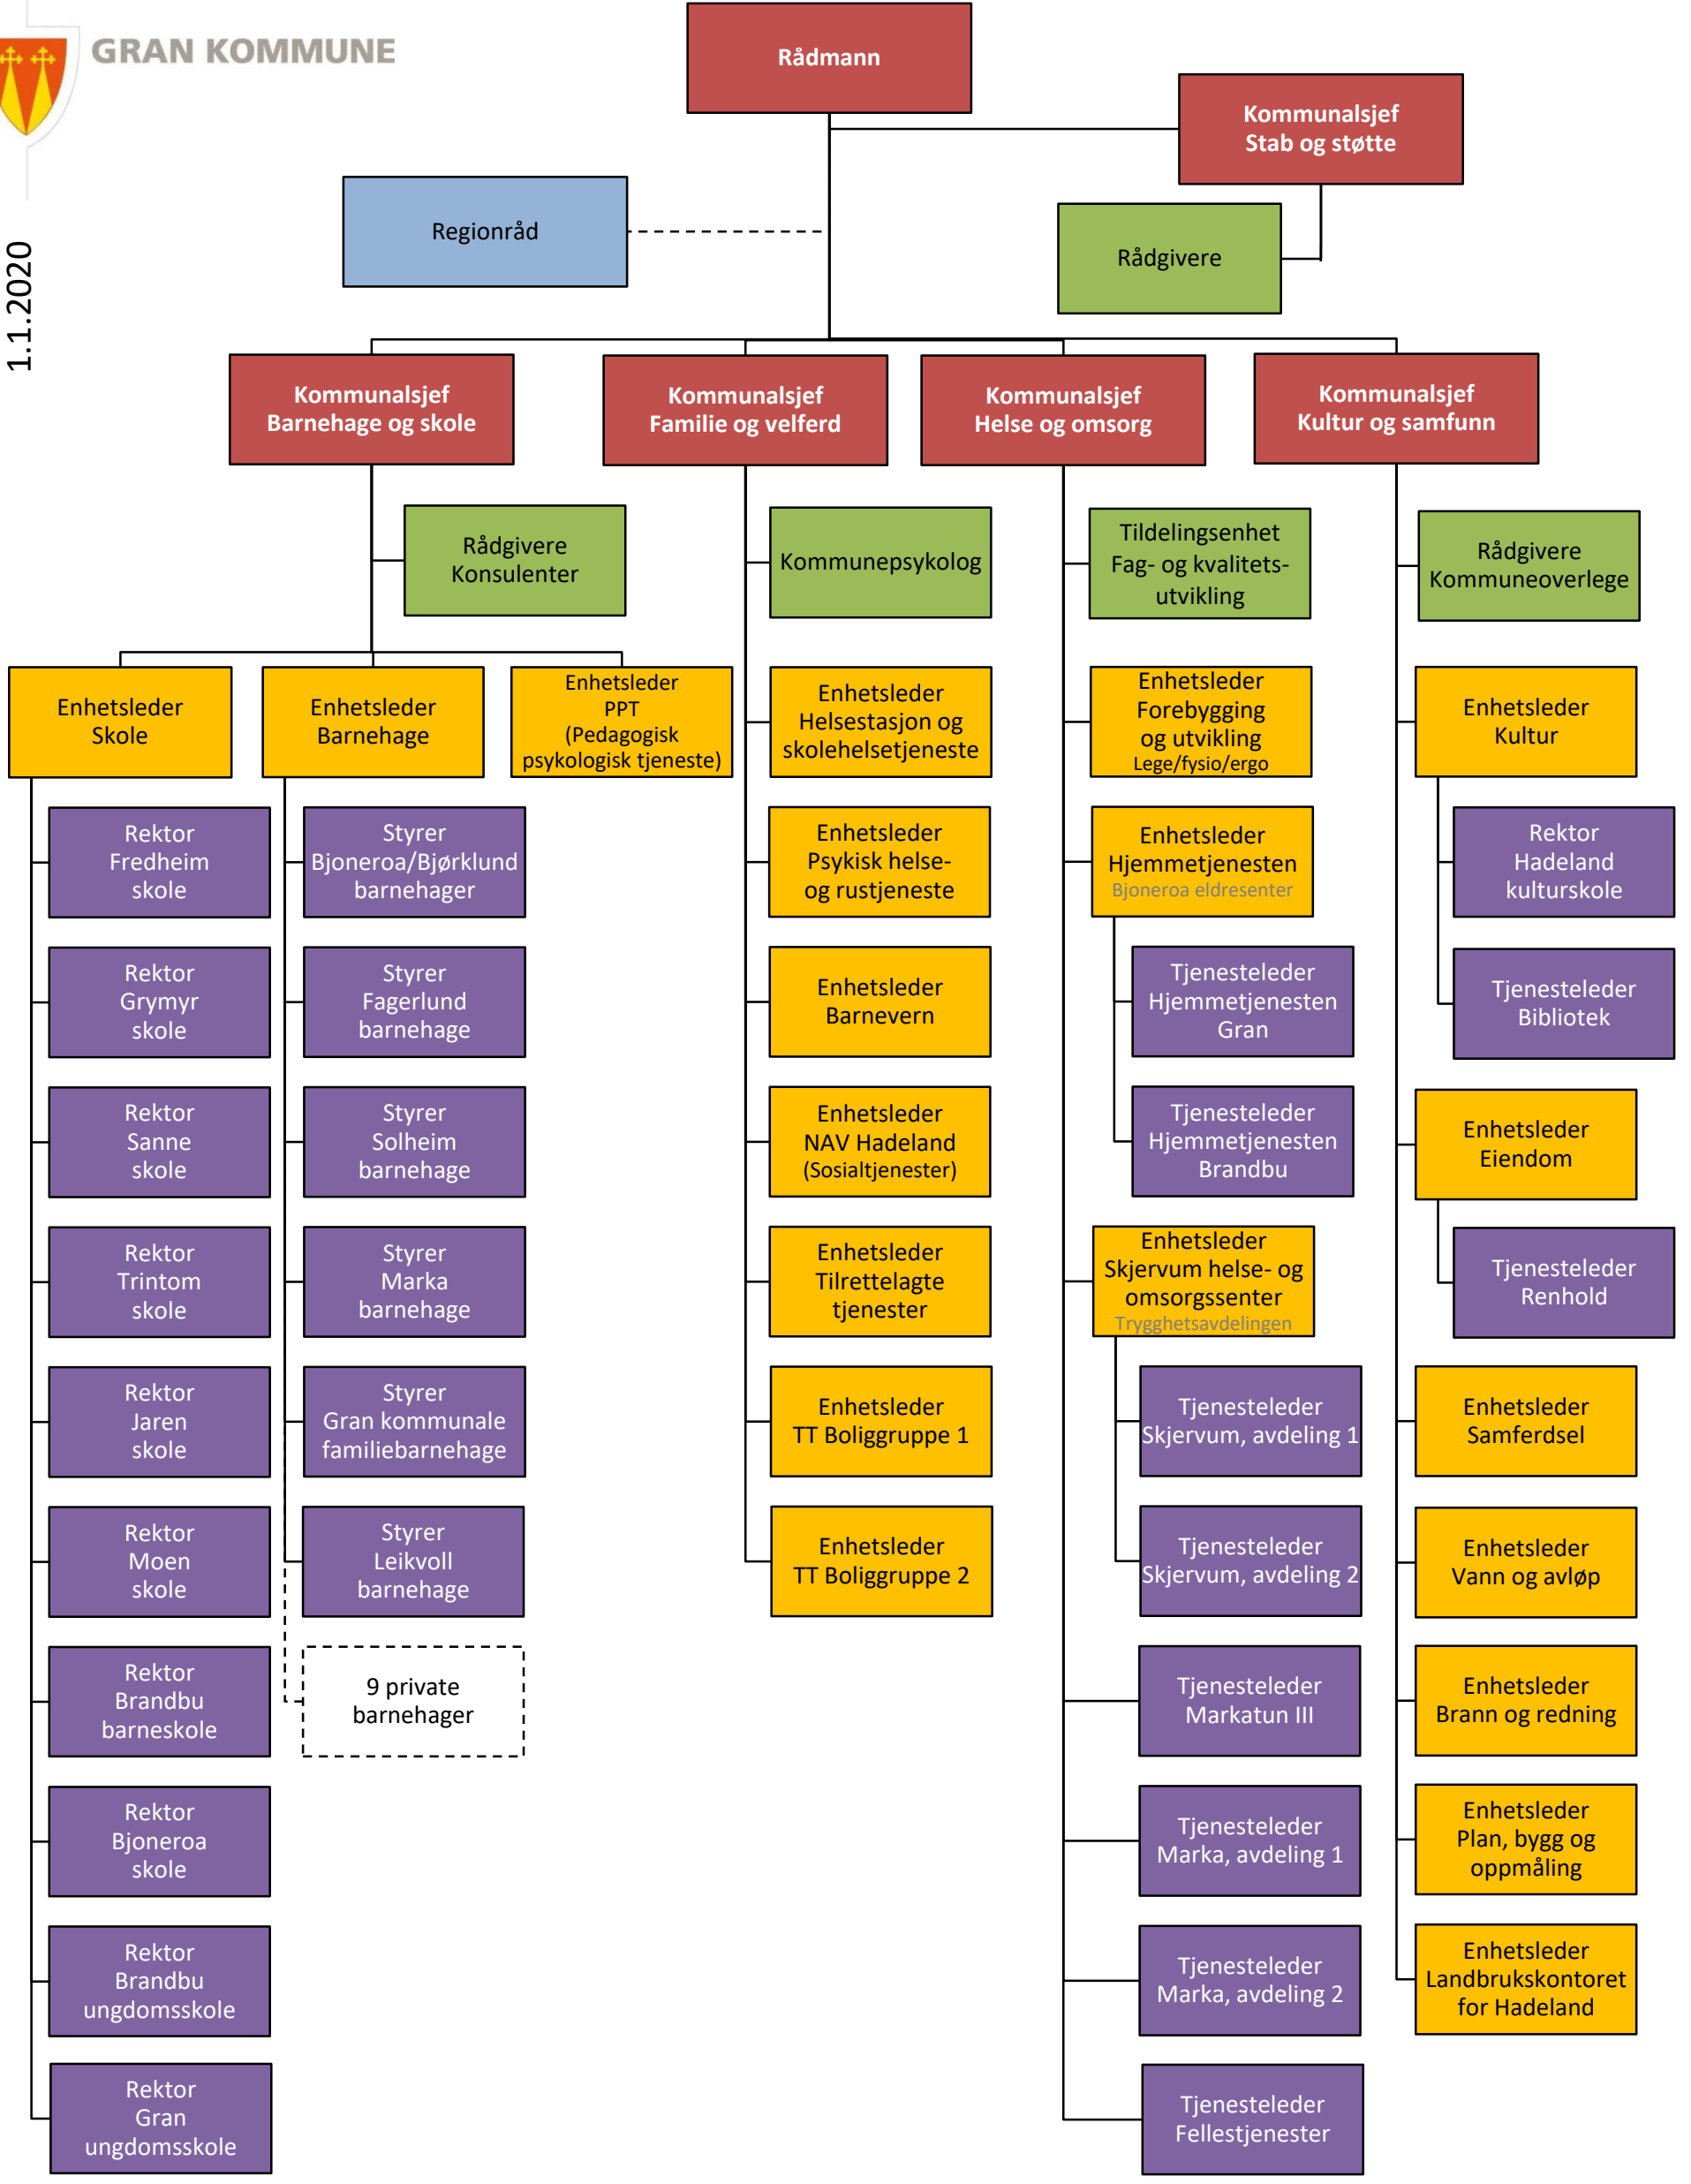 GRAN KOMMUNE
1.1.2020
Rådmann
Kommunalsjef
Stab og støtte
Regionråd
Rådgivere
Kommunalsjef
Barnehage og skole
Kommunalsjef
Familie og velferd
Kommunalsjef
Helse og omsorg
Kommunalsjef
Kultur og samfunn
Rådgivere
Konsulenter
Kommunepsykolog
Tildelingsenhet
Fag- og kvalitets-
utvikling
Rådgivere
Kommuneoverlege
Enhetsleder
Skole
Enhetsleder
Barnehage
Enhetsleder
PPT
(Pedagogisk
psykologisk tjeneste)
Rektor
Fredheim
skole
Rektor
Grymyr
skole
Rektor
Sanne
skole
Rektor
Trintom
skole
Rektor
Jaren
skole
Rektor
Moen
skole
Rektor
Brandbu
barneskole
Rektor
Bjoneroa
skole
Rektor
Brandbu
ungdomsskole
Rektor
Gran
ungdomsskole
Styrer
Bjoneroa/Bjørklund
barnehager
Styrer
Fagerlund
barnehage
Styrer
Solheim
barnehage
Styrer
Marka
barnehage
Styrer
Gran kommunale
familiebarnehage
Styrer
Leikvoll
barnehage
9 private
barnehager
Enhetsleder
Helsestasjon og
skolehelsetjeneste
Enhetsleder
Psykisk helse-
og rustjeneste
Enhetsleder
Barnevern
Enhetsleder
NAV Hadeland
(Sosialtjenester)
Enhetsleder
Tilrettelagte
tjenester
Enhetsleder
TT Boliggruppe 1
Enhetsleder
TT Boliggruppe 2
Enhetsleder
Forebygging
og utvikling
Lege/fysio/ergo
Enhetsleder
Hjemmetjenesten
Bjoneroa eldresenter
Tjenesteleder
Hjemmetjenesten
Gran
Tjenesteleder
Hjemmetjenesten
Brandbu
Enhetsleder
Skjervum helse- og
omsorgssenter
Trygghetsavdelingen
Tjenesteleder
Skjervum, avdeling 1
Tjenesteleder
Skjervum, avdeling 2
Tjenesteleder
Markatun III
Tjenesteleder
Marka, avdeling 1
Tjenesteleder
Marka, avdeling 2
Tjenesteleder
Fellestjenester
Enhetsleder
Kultur
Rektor
Hadeland
kulturskole
Tjenesteleder
Bibliotek
Enhetsleder
Eiendom
Tjenesteleder
Renhold
Enhetsleder
Samferdsel
Enhetsleder
Vann og avløp
Enhetsleder
Brann og redning
Enhetsleder
Plan, bygg og
oppmåling
Enhetsleder
Landbrukskontoret
for Hadeland